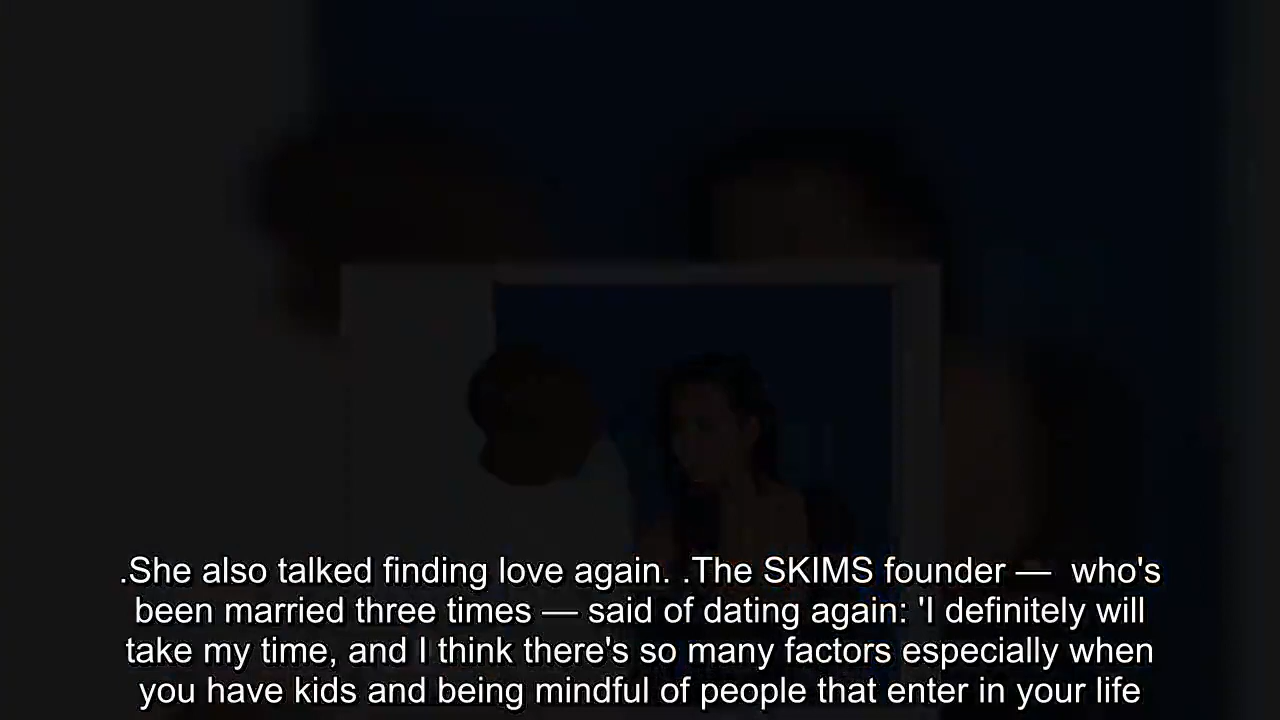 .She also talked finding love again. .The SKIMS founder —  who's
been married three times — said of dating again: 'I definitely will
take my time, and I think there's so many factors especially when
you have kids and being mindful of people that enter in your life